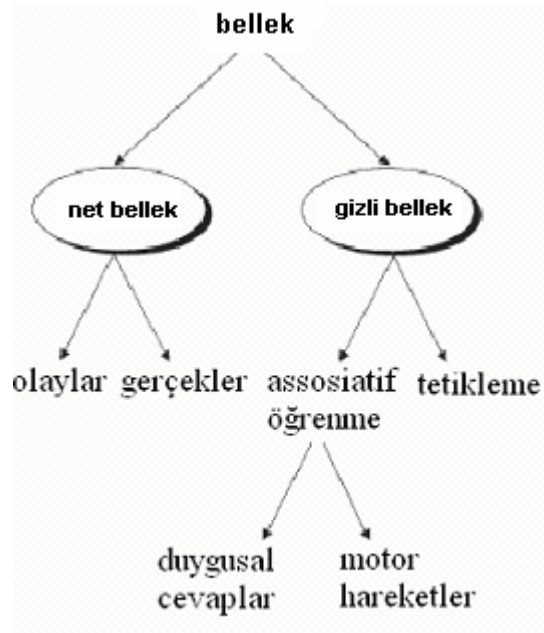 bellek
net bellek
gizli bellek
olaylar
gerçekler
assosiatif
öğrenme
tetikleme
duygusal
cevaplar
motor
hareketler